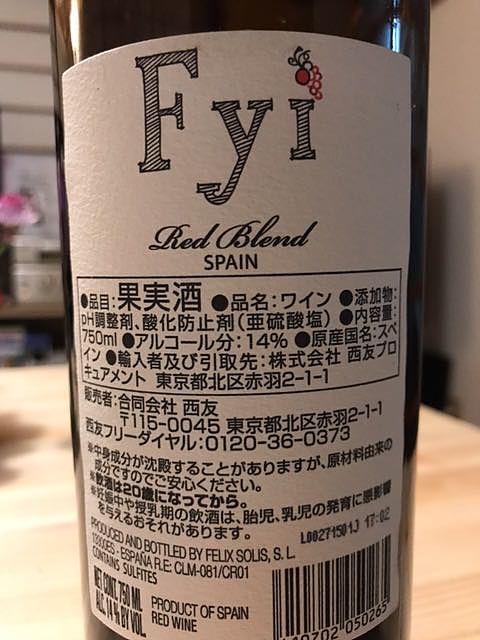 Fyi
Red Blend
SPAIN
●品目:果実酒 ●品名:ワイン ●添加物:
pH調整剤、酸化防止剤(亜硫酸塩) ●内容量:
750ml ●アルコール分:14% ●原産国名:スペ
イン ●輸入者及び引取先:株式会社 西友プロ
キュアメント 東京都北区赤羽2-1-1
販売者:合同会社 西友
〒115-0045 東京都北区赤羽2-1-1
西友フリーダイヤル:0120-36-0373
※中身成分が沈殿することがありますが、原材料由来の
成分ですのでご安心ください。
※飲酒は20歳になってから。
※妊娠中や授乳期の飲酒は、胎児、乳児の発育に悪影響
を与えるおそれがあります。
L00271501J 17:02
PRODUCED AND BOTTLED BY FELIX SOLIS, S. L.
13300ES - ESPAÑA R.E: CLM-081/CR01
CONTAINS SULFITES
NET CONT. 750 ML
ALC. 14 % BY VOL.
PRODUCT OF SPAIN
RED WINE